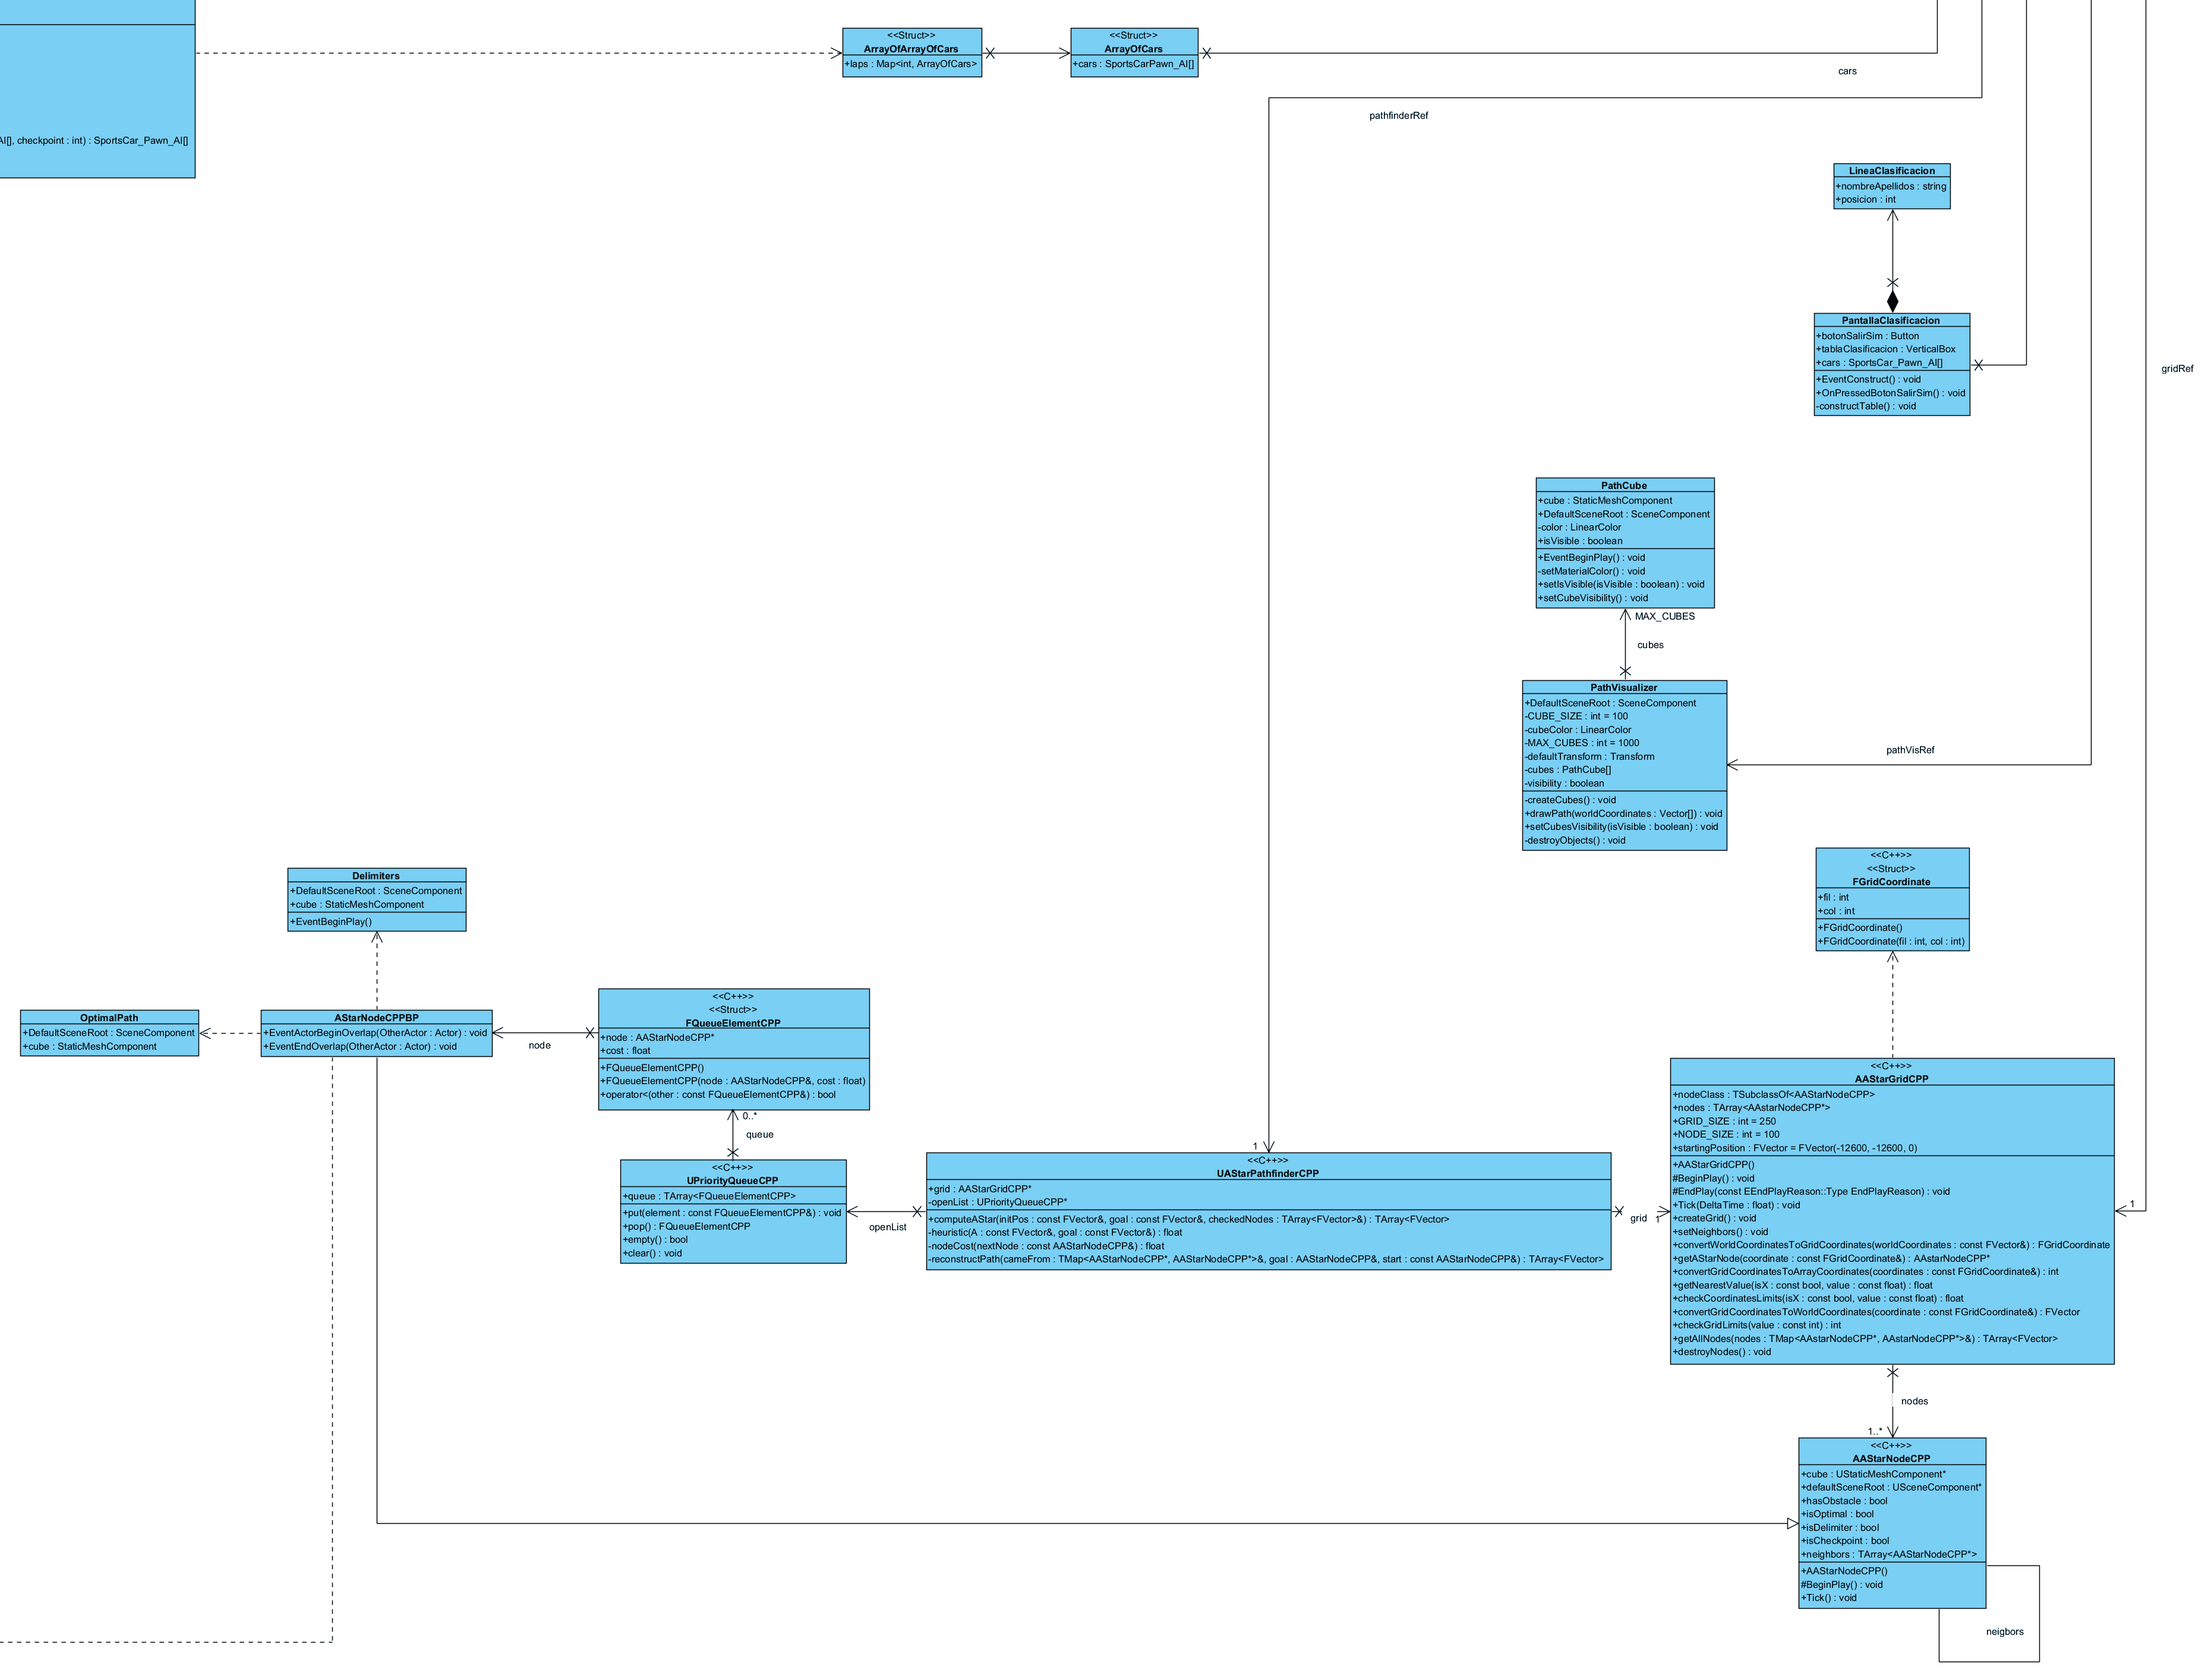 AI[], checkpoint : int) : SportsCar_Pawn_AI[]
<<Struct>>
ArrayOfArrayOfCars
+laps : Map<int, ArrayOfCars>
<<Struct>>
ArrayOfCars
+cars : SportsCarPawn_AI[]
cars
pathfinderRef
LineaClasificacion
+nombreApellidos : string
+posicion : int
PantallaClasificacion
+botonSalirSim : Button
+tablaClasificacion : VerticalBox
+cars : SportsCar_Pawn_AI[]
+EventConstruct() : void
+OnPressedBotonSalirSim() : void
-constructTable() : void
gridRef
PathCube
+cube : StaticMeshComponent
+DefaultSceneRoot : SceneComponent
-color : LinearColor
+isVisible : boolean
+EventBeginPlay() : void
-setMaterialColor() : void
+setIsVisible(isVisible : boolean) : void
+setCubeVisibility() : void
MAX_CUBES
cubes
PathVisualizer
+DefaultSceneRoot : SceneComponent
-CUBE_SIZE : int = 100
-cubeColor : LinearColor
-MAX_CUBES : int = 1000
-defaultTransform : Transform
-cubes : PathCube[]
-visibility : boolean
-createCubes() : void
+drawPath(worldCoordinates : Vector[]) : void
+setCubesVisibility(isVisible : boolean) : void
-destroyObjects() : void
pathVisRef
Delimiters
+DefaultSceneRoot : SceneComponent
+cube : StaticMeshComponent
+EventBeginPlay()
<<C++>>
<<Struct>>
FGridCoordinate
+fil : int
+col : int
+FGridCoordinate()
+FGridCoordinate(fil : int, col : int)
OptimalPath
+DefaultSceneRoot : SceneComponent
+cube : StaticMeshComponent
AStarNodeCPPBP
+EventActorBeginOverlap(OtherActor : Actor) : void
+EventEndOverlap(OtherActor : Actor) : void
node
<<C++>>
<<Struct>>
FQueueElementCPP
+node : AAStarNodeCPP*
+cost : float
+FQueueElementCPP()
+FQueueElementCPP(node : AAStarNodeCPP&, cost : float)
+operator<(other : const FQueueElementCPP&) : bool
0..*
queue
<<C++>>
UPriorityQueueCPP
+queue : TArray<FQueueElementCPP>
+put(element : const FQueueElementCPP&) : void
+pop() : FQueueElementCPP
+empty() : bool
+clear() : void
openList
1
<<C++>>
UAStarPathfinderCPP
+grid : AAStarGridCPP*
-openList : UPriorityQueueCPP*
+computeAStar(initPos : const FVector&, goal : const FVector&, checkedNodes : TArray<FVector>&) : TArray<FVector>
-heuristic(A : const FVector&, goal : const FVector&) : float
-nodeCost(nextNode : const AAStarNodeCPP&) : float
-reconstructPath(cameFrom : TMap<AAStarNodeCPP*, AAStarNodeCPP*>&, goal : AAStarNodeCPP&, start : const AAStarNodeCPP&) : TArray<FVector>
grid
1
<<C++>>
AAStarGridCPP
+nodeClass : TSubclassOf<AAStarNodeCPP>
+nodes : TArray<AAstarNodeCPP*>
+GRID_SIZE : int = 250
+NODE_SIZE : int = 100
+startingPosition : FVector = FVector(-12600, -12600, 0)
+AAStarGridCPP()
#BeginPlay() : void
#EndPlay(const EEndPlayReason::Type EndPlayReason) : void
+Tick(DeltaTime : float) : void
+createGrid() : void
+setNeighbors() : void
+convertWorldCoordinatesToGridCoordinates(worldCoordinates : const FVector&) : FGridCoordinate
+getAStarNode(coordinate : const FGridCoordinate&) : AAstarNodeCPP*
+convertGridCoordinatesToArrayCoordinates(coordinates : const FGridCoordinate&) : int
+getNearestValue(isX : const bool, value : const float) : float
+checkCoordinatesLimits(isX : const bool, value : const float) : float
+convertGridCoordinatesToWorldCoordinates(coordinate : const FGridCoordinate&) : FVector
+checkGridLimits(value : const int) : int
+getAllNodes(nodes : TMap<AAstarNodeCPP*, AAstarNodeCPP*>&) : TArray<FVector>
+destroyNodes() : void
1
nodes
1..*
<<C++>>
AAStarNodeCPP
+cube : UStaticMeshComponent*
+defaultSceneRoot : USceneComponent*
+hasObstacle : bool
+isOptimal : bool
+isDelimiter : bool
+isCheckpoint : bool
+neighbors : TArray<AAStarNodeCPP*>
+AAStarNodeCPP()
#BeginPlay() : void
+Tick() : void
neigbors